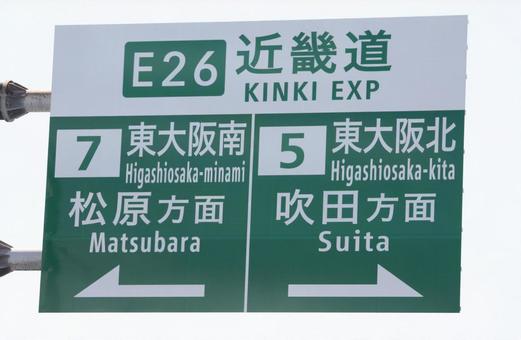 E26 近畿道
KINKI EXP
7 東大阪南
Higashiosaka-minami
松原方面
Matsubara
5 東大阪北
Higashiosaka-kita
吹田方面
Suita